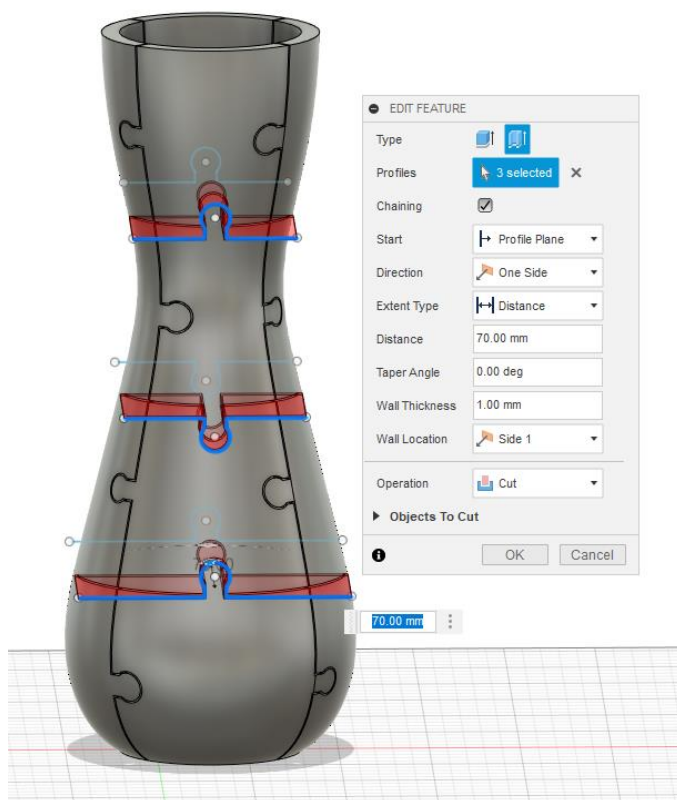 EDIT FEATURE
Type
Profiles 3 selected
Chaining
Start Profile Plane
Direction One Side
Extent Type Distance
Distance 70.00 mm
Taper Angle 0.00 deg
Wall Thickness 1.00 mm
Wall Location Side 1
Operation Cut
Objects To Cut
OK Cancel
70.00 mm